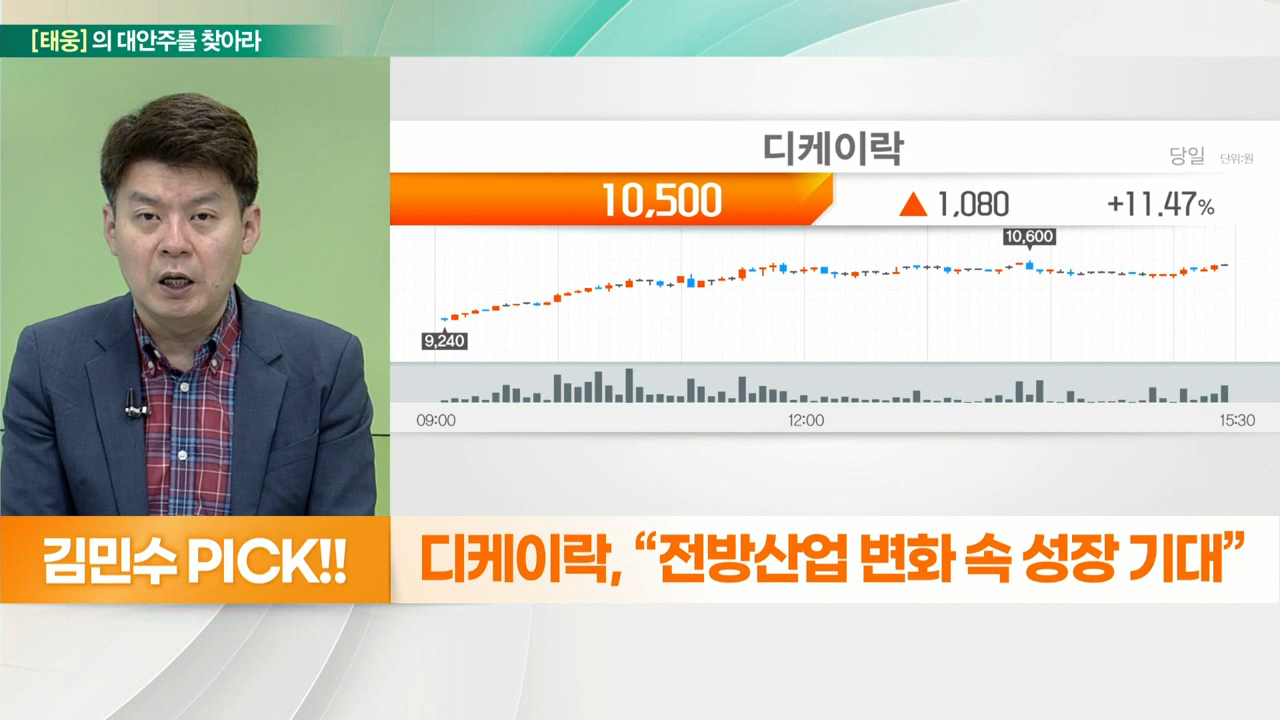 [태웅]의 대안주를 찾아라
디케이락
당일 단위:원
10,500 ▲ 1,080 +11.47%
10,600
9,240
09:00 12:00 15:30
김민수 PICK!!
디케이락, “전방산업 변화 속 성장 기대”